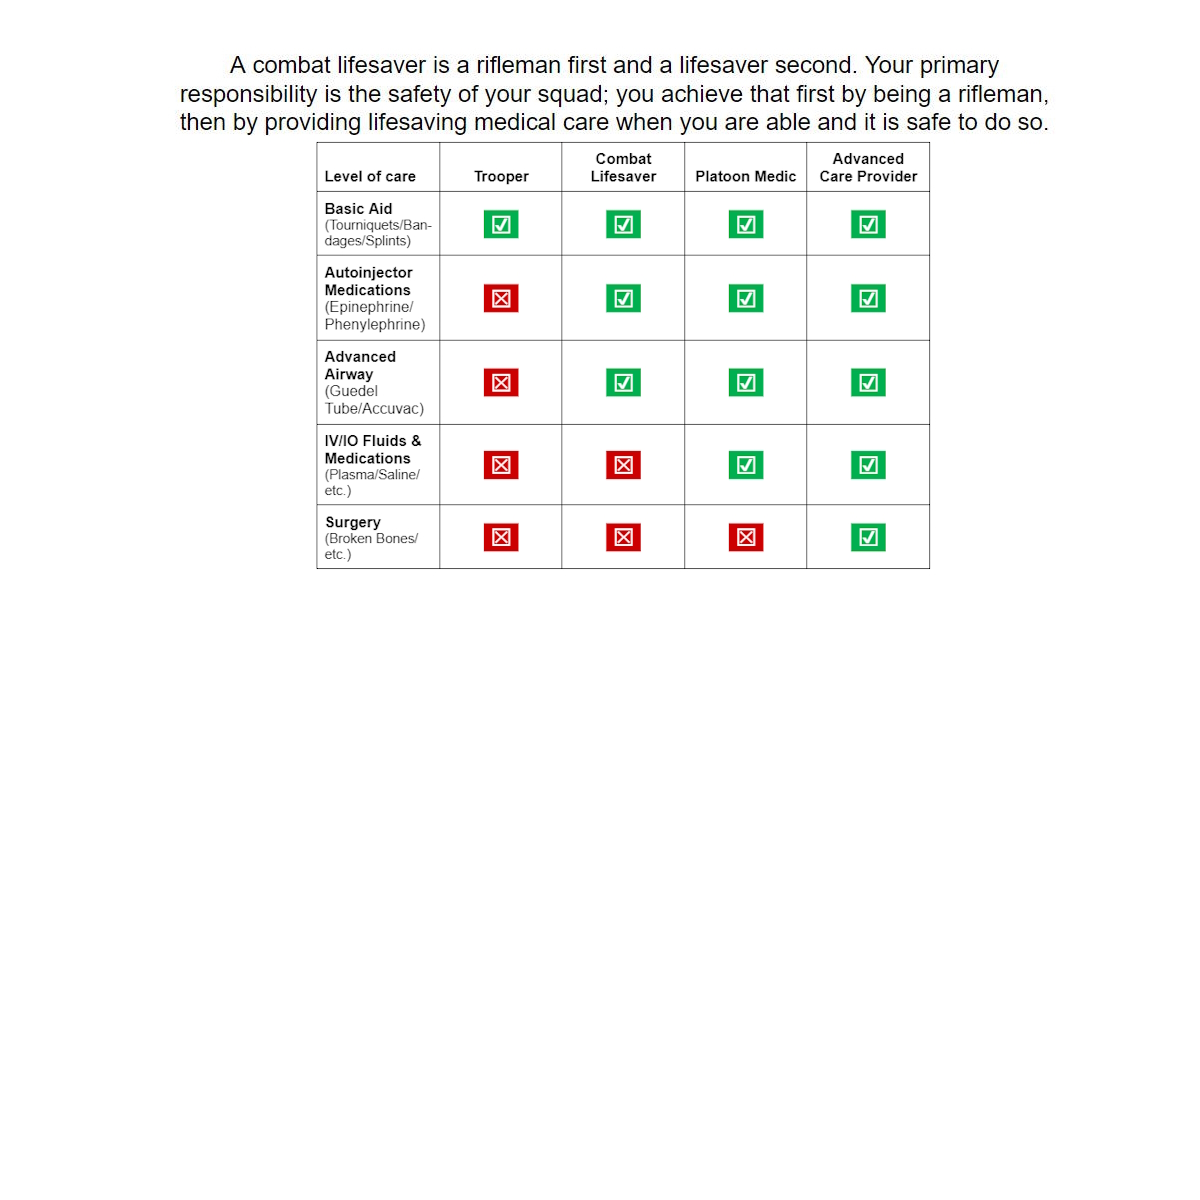 A combat lifesaver is a rifleman first and a lifesaver second. Your primary
responsibility is the safety of your squad; you achieve that first by being a rifleman,
then by providing lifesaving medical care when you are able and it is safe to do so.
Level of care
Trooper
Combat
Lifesaver
Platoon Medic
Advanced
Care Provider
Basic Aid
(Tourniquets/Ban-
dages/Splints)
Autoinjector
Medications
(Epinephrine/
Phenylephrine)
Advanced
Airway
(Guedel
Tube/Accuvac)
IV/IO Fluids &
Medications
(Plasma/Saline/
etc.)
Surgery
(Broken Bones/
etc.)